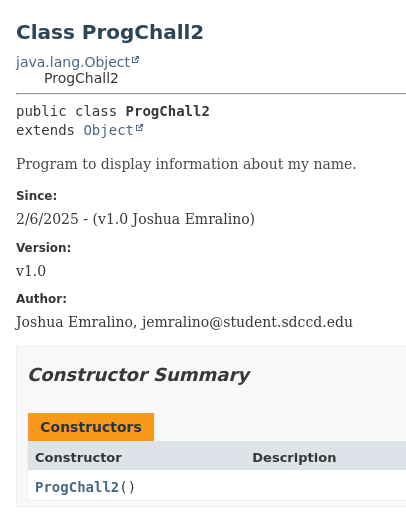 Class ProgChall2
java.lang.Object
ProgChall2
public class ProgChall2
extends Object
Program to display information about my name.
Since:
2/6/2025 - (v1.0 Joshua Emralino)
Version:
v1.0
Author:
Joshua Emralino, jemralino@student.sdccd.edu
Constructor Summary
Constructors
Constructor Description
ProgChall2()